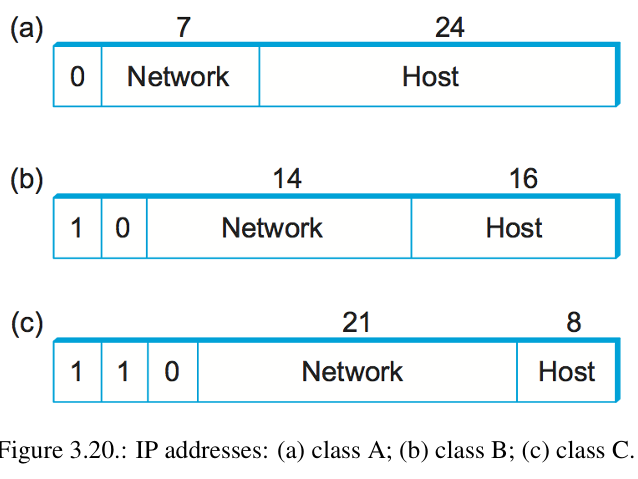 (a) 7 24
0 Network Host
(b) 14 16
1 0 Network Host
(c) 21 8
1 1 0 Network Host
Figure 3.20.: IP addresses: (a) class A; (b) class B; (c) class C.